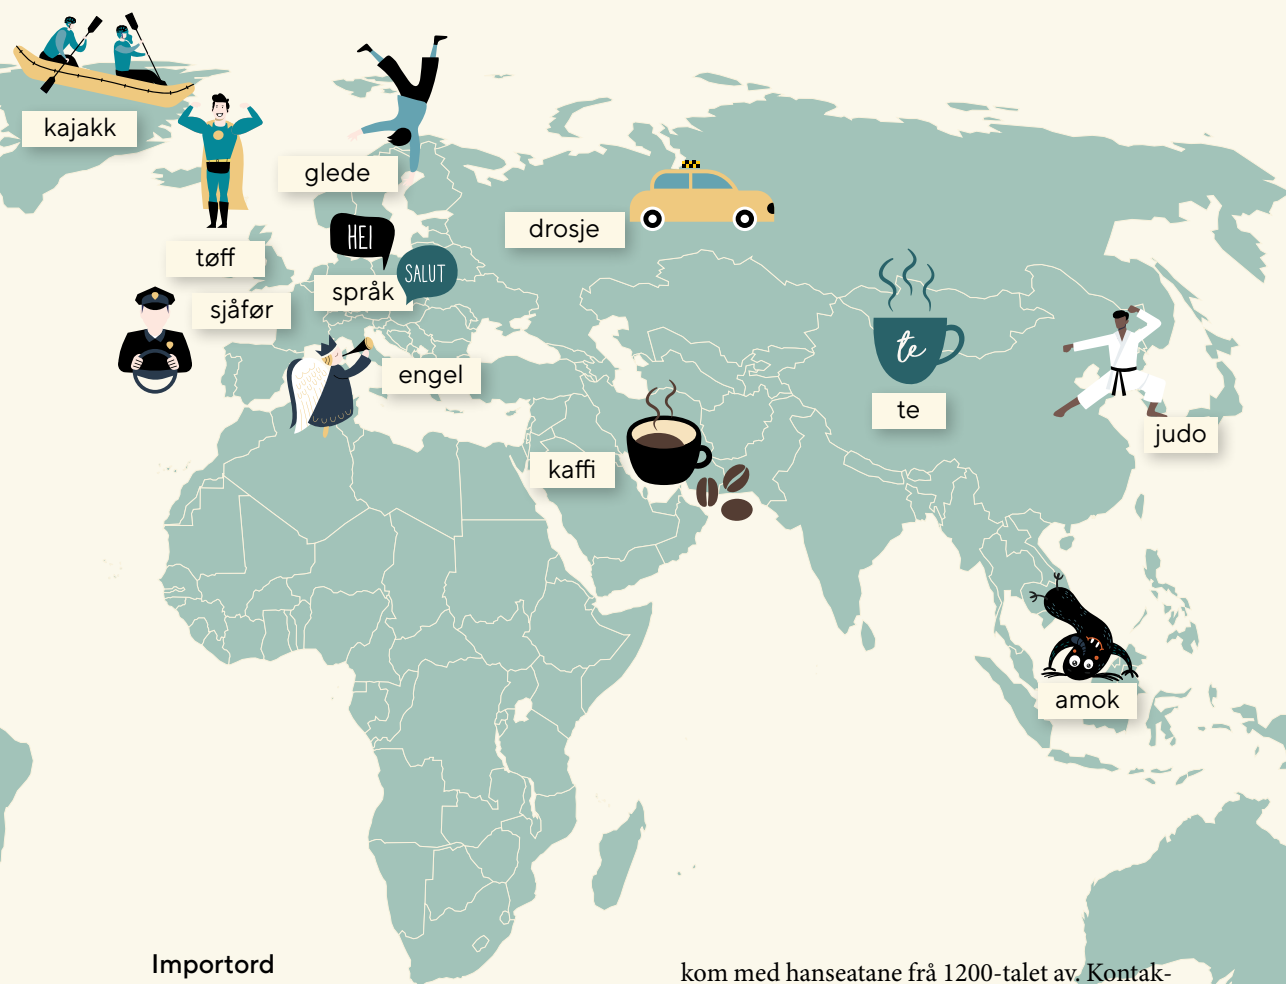 kajakk
glede
drosje
HEI
tøff
SALUT
språk
sjåfør
te
engel
te
judo
kaffi
amok
Importord
kom med hanseatane frå 1200-talet av. Kontak-